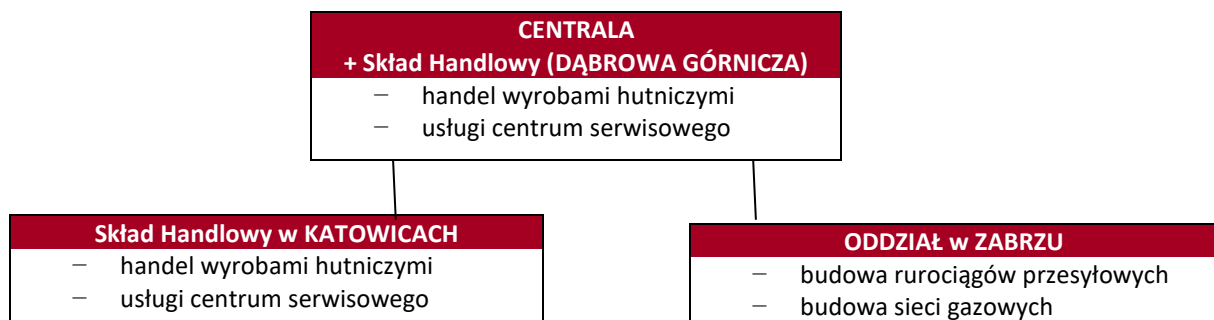 CENTRALA
+ Skład Handlowy (DĄBROWA GÓRNICZA)
— handel wyrobami hutniczymi
— usługi centrum serwisowego
Skład Handlowy w KATOWICACH
— handel wyrobami hutniczymi
— usługi centrum serwisowego
ODDZIAŁ w ZABRZU
— budowa rurociągów przesyłowych
— budowa sieci gazowych